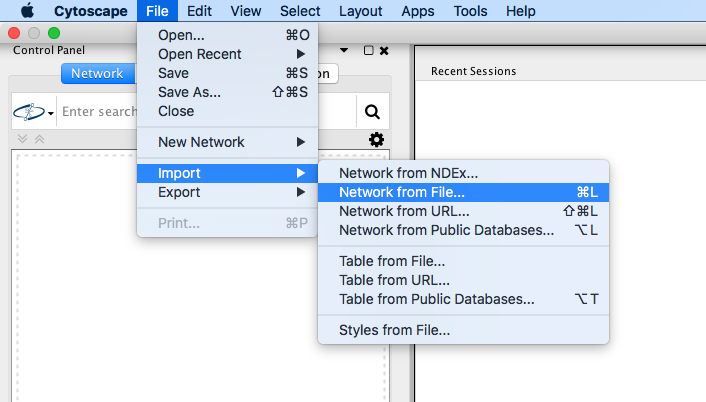 Cytoscape File Edit View Select Layout Apps Tools Help
Control Panel
Network
on
Enter searc
Open... ⌘O
Open Recent ▶
Save ⌘S
Save As... ⇧⌘S
Close
New Network ▶
Import ▶
Export ▶
Print... ⌘P
Network from NDEx...
Network from File... ⌘L
Network from URL... ⇧⌘L
Network from Public Databases... ⌥L
Table from File...
Table from URL...
Table from Public Databases... ⌥T
Styles from File...
Recent Sessions